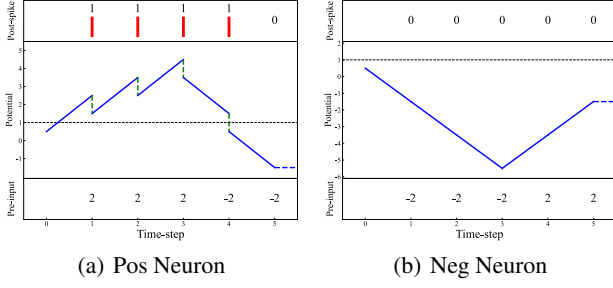 Post-spike
1 1 1 1 0
Potential
5
4
3
2
1
0
-1
Pre-input
2 2 2 -2 -2
0 1 2 3 4 5
Time-step
(a) Pos Neuron
Post-spike
0 0 0 0 0
Potential
2
1
0
-1
-2
-3
-4
-5
-6
Pre-input
-2 -2 -2 2 2
0 1 2 3 4 5
Time-step
(b) Neg Neuron